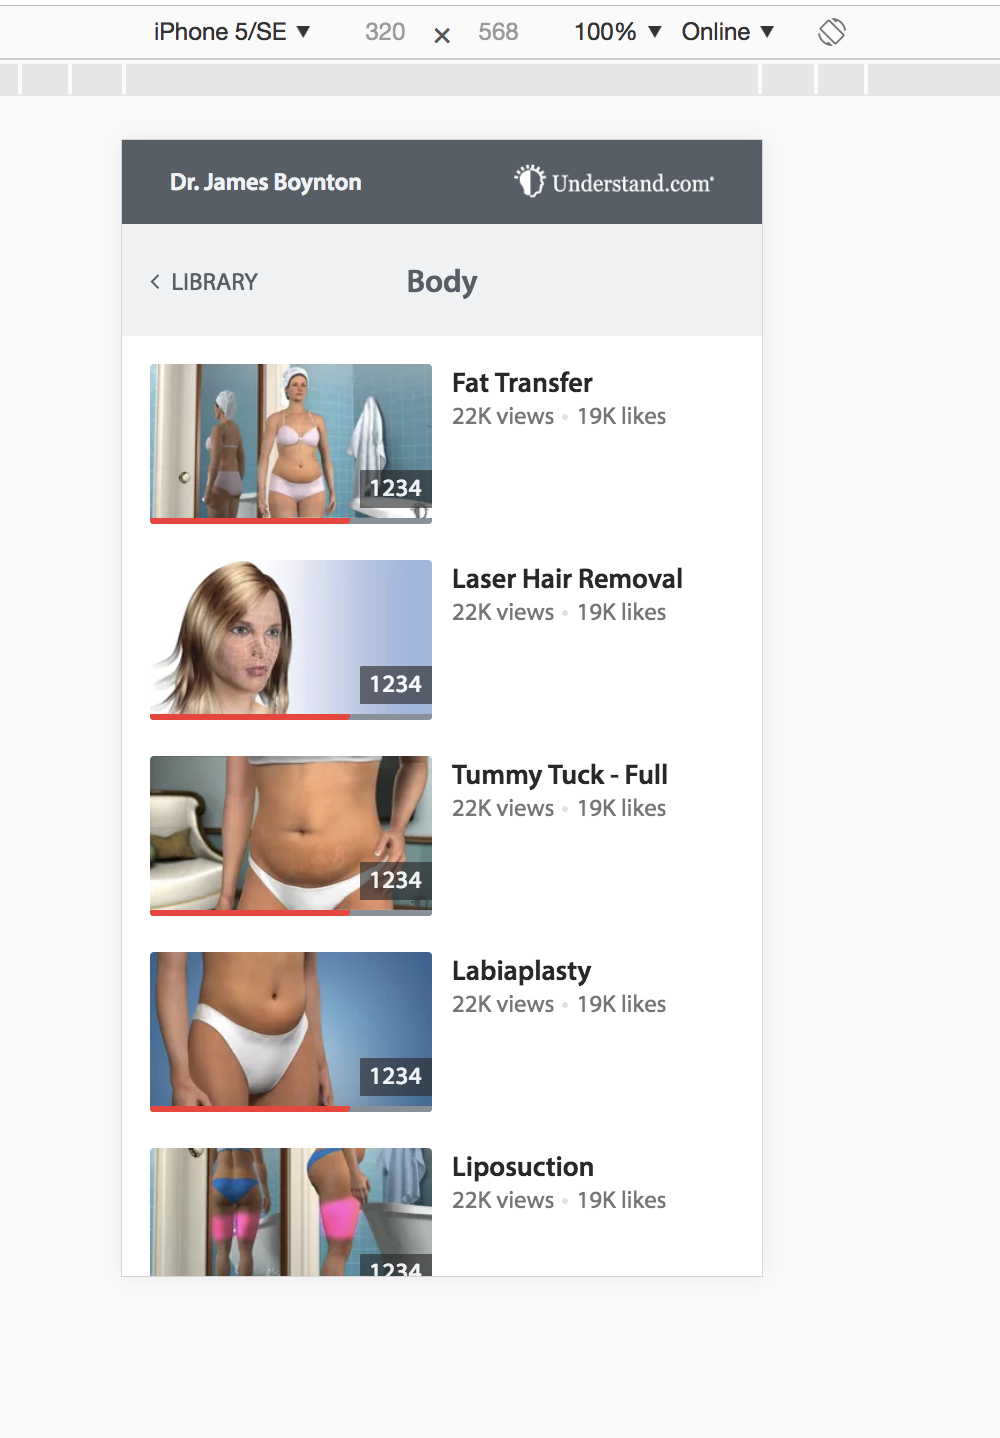 iPhone 5/SE ▼ 320 × 568 100% ▼ Online ▼
Dr. James Boynton
Understand.com
LIBRARY
Body
Fat Transfer
22K views • 19K likes
1234
Laser Hair Removal
22K views • 19K likes
1234
Tummy Tuck - Full
22K views • 19K likes
1234
Labiaplasty
22K views • 19K likes
1234
Liposuction
22K views • 19K likes
1234